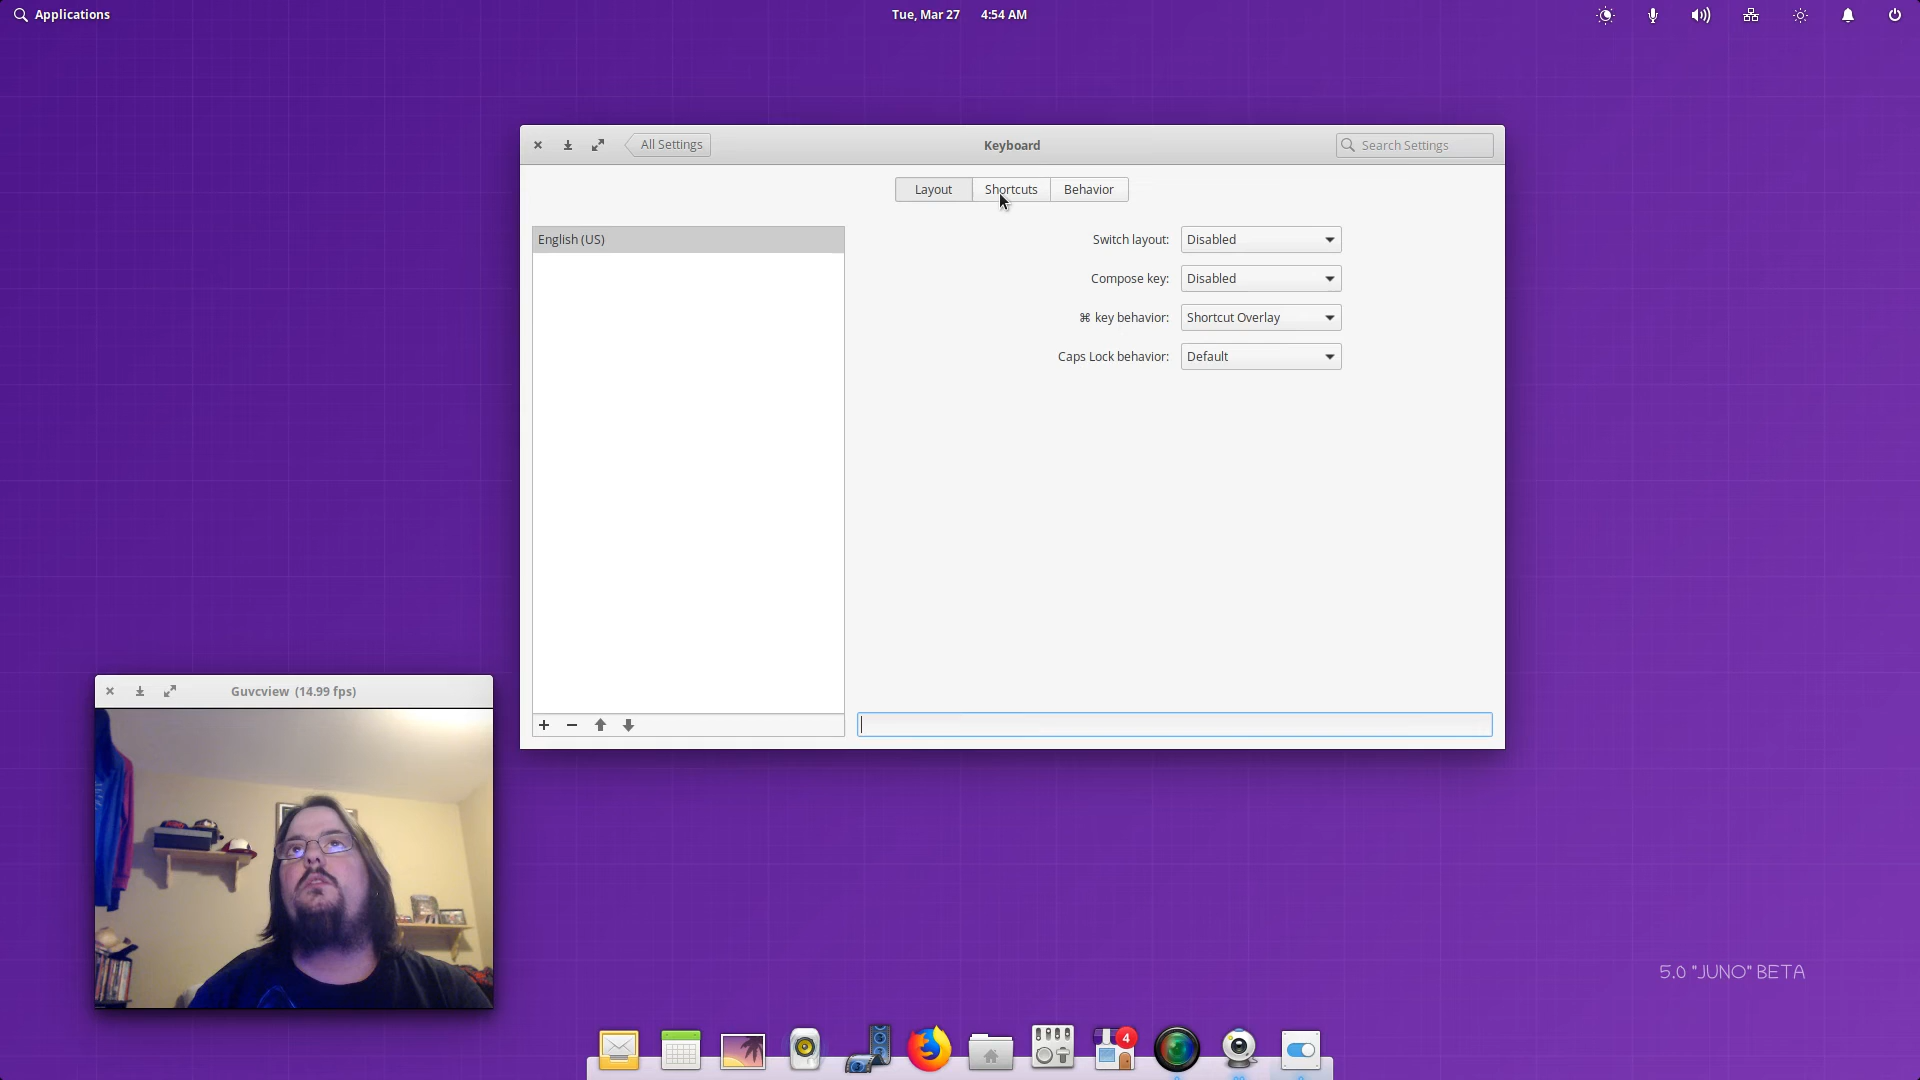 Applications
Tue, Mar 27 4:54 AM
All Settings
Keyboard
Search Settings
Layout
Shortcuts
Behavior
English (US)
Switch layout: Disabled
Compose key: Disabled
⌘ key behavior: Shortcut Overlay
Caps Lock behavior: Default
Guvcview (14.99 fps)
5.0 "JUNO" BETA
4